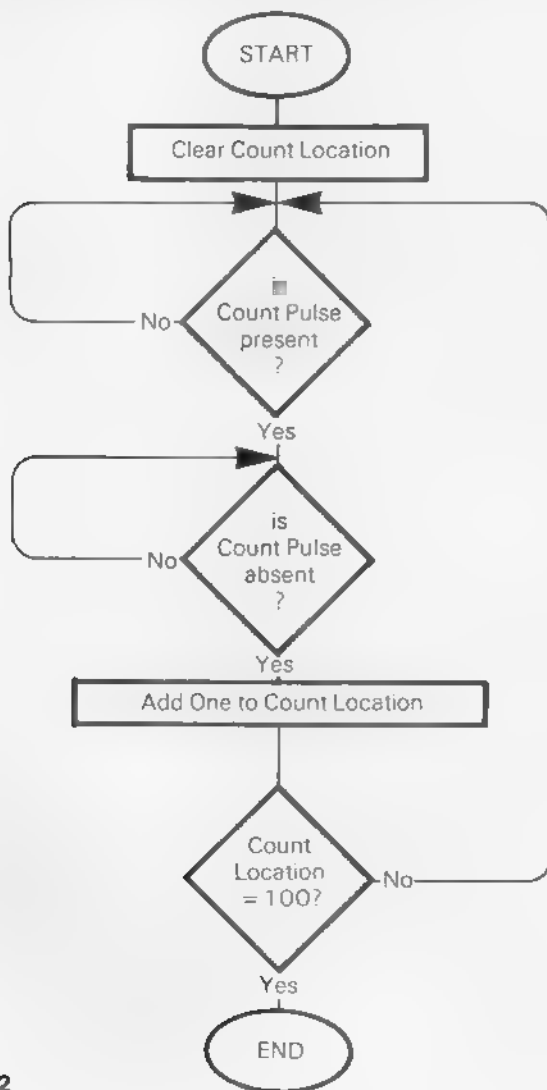 START
Clear Count Location
is
Count Pulse
present
?
No
Yes
is
Count Pulse
absent
?
No
Yes
Add One to Count Location
Count
Location
= 100?
No
Yes
END
2